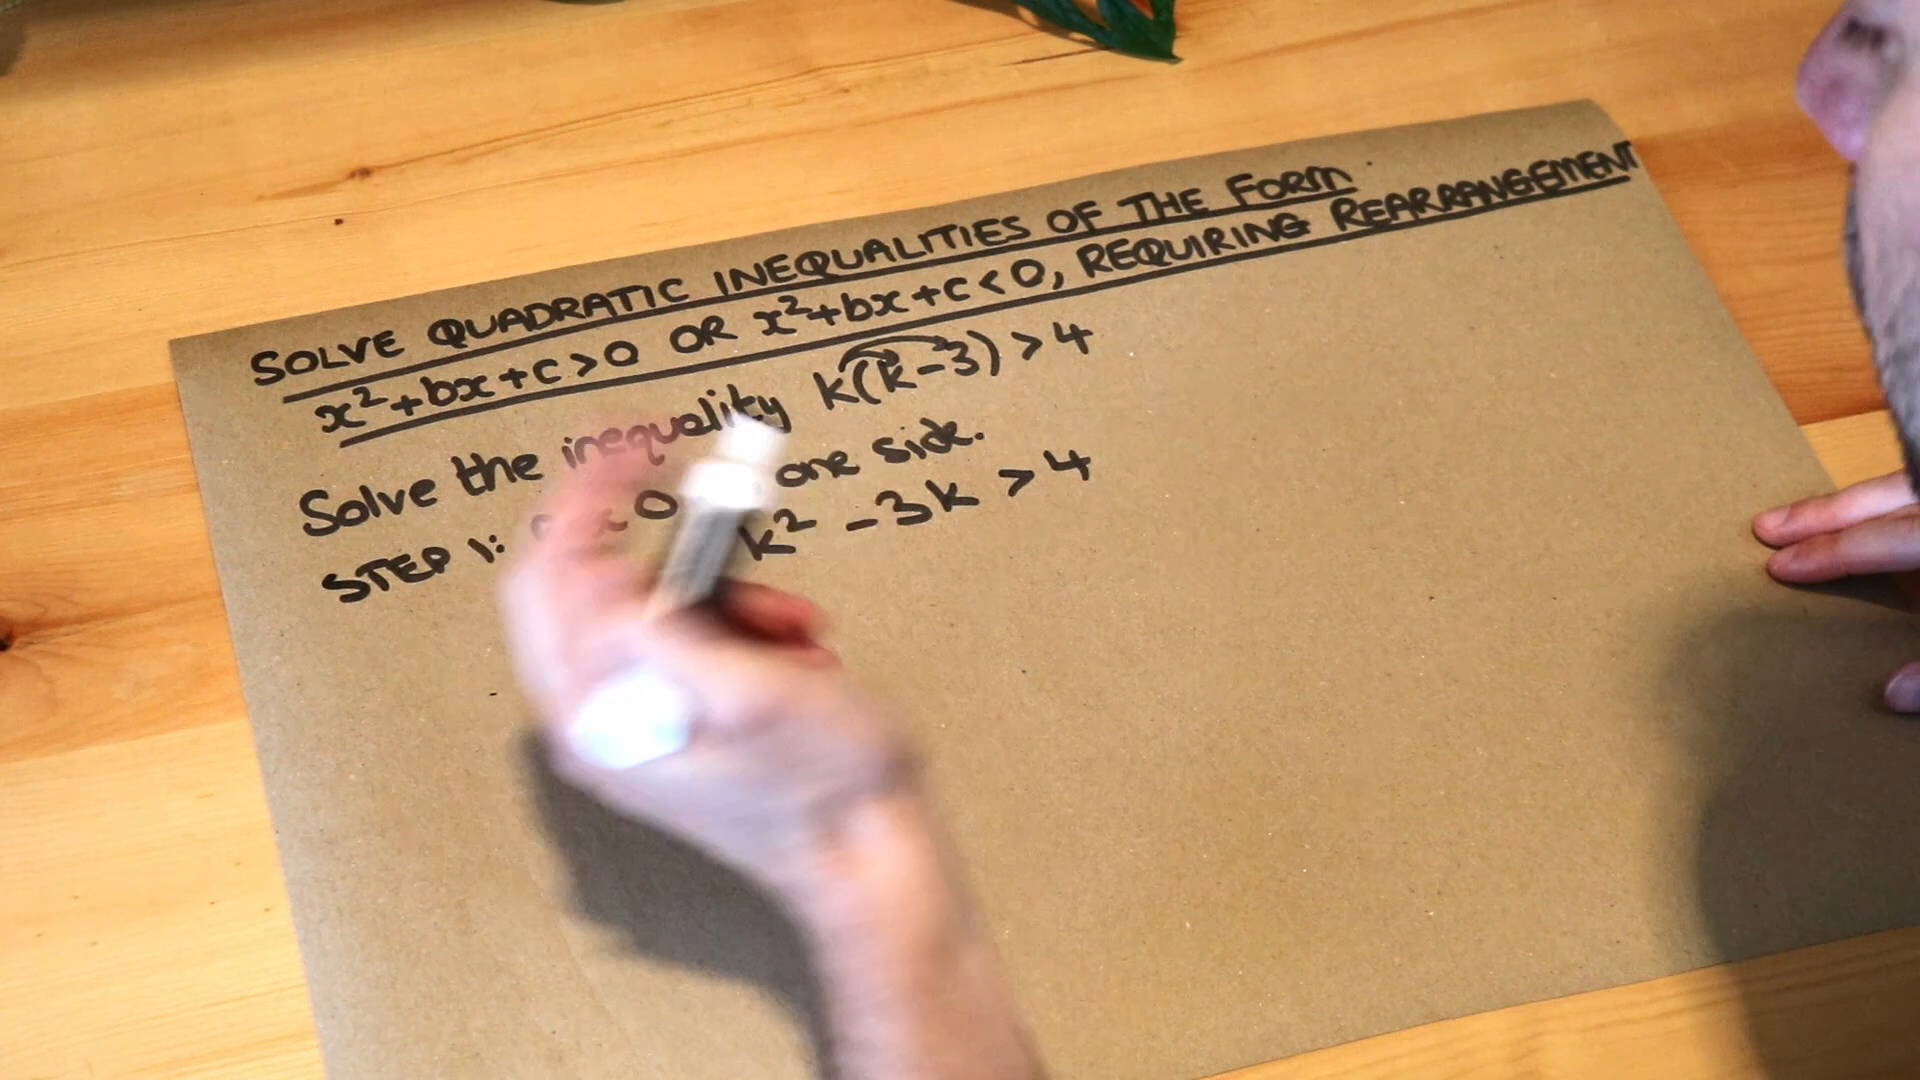 SOLVE QUADRATIC INEQUALITIES OF THE FORM
x²+bx+c>0 OR x²+bx+c<0, REQUIRING REARRANGEMENT
Solve the inequality k(k-3)>4
STEP 1: 0 one side.
k² -3k > 4